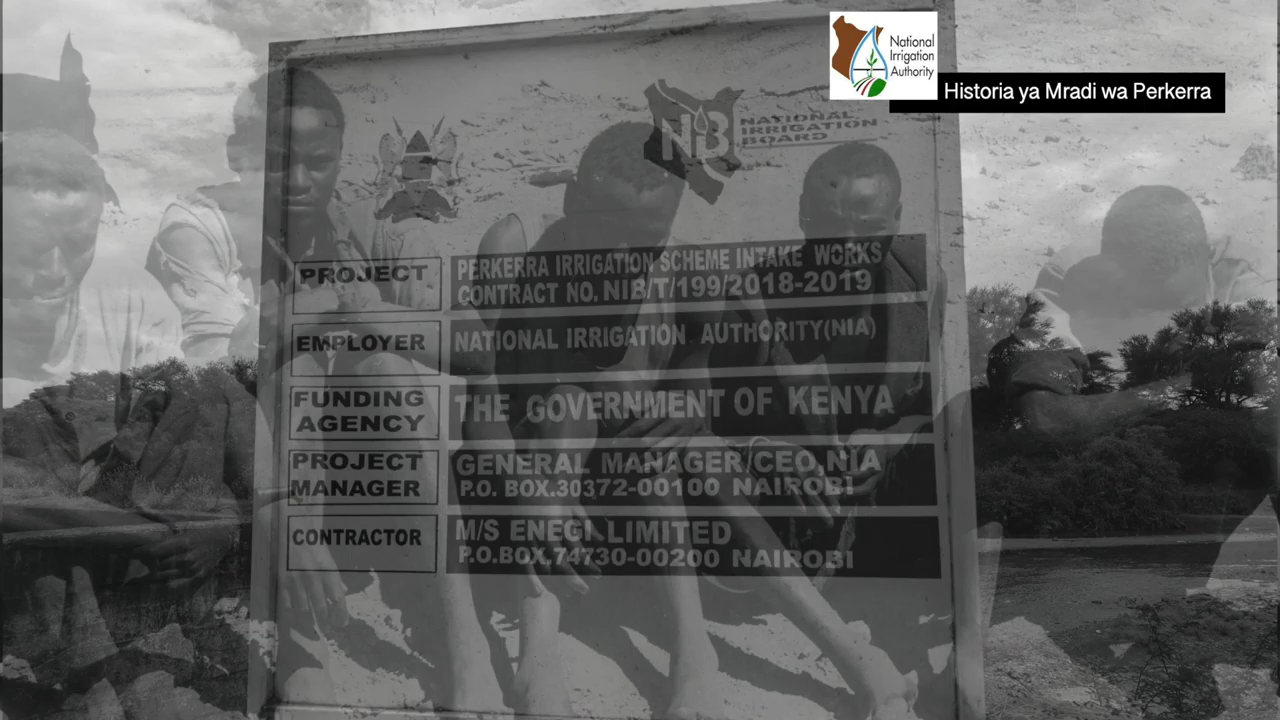 National
Irrigation
Authority
Historia ya Mradi wa Perkerra
NIB
NATIONAL
IRRIGATION
BOARD
PROJECT
PERKERRA IRRIGATION SCHEME INTAKE WORKS
CONTRACT NO. NIB/T/199/2018-2019
EMPLOYER
NATIONAL IRRIGATION AUTHORITY(NIA)
FUNDING
AGENCY
THE GOVERNMENT OF KENYA
PROJECT
MANAGER
GENERAL MANAGER/CEO,NIA
P.O. BOX.30372-00100 NAIROBI
CONTRACTOR
M/S ENEGI LIMITED
P.O.BOX.74730-00200 NAIROBI